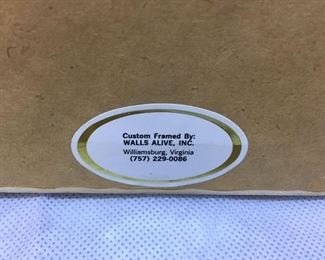 Custom Framed By:
WALLS ALIVE, INC.
Williamsburg, Virginia
(757) 229-0086